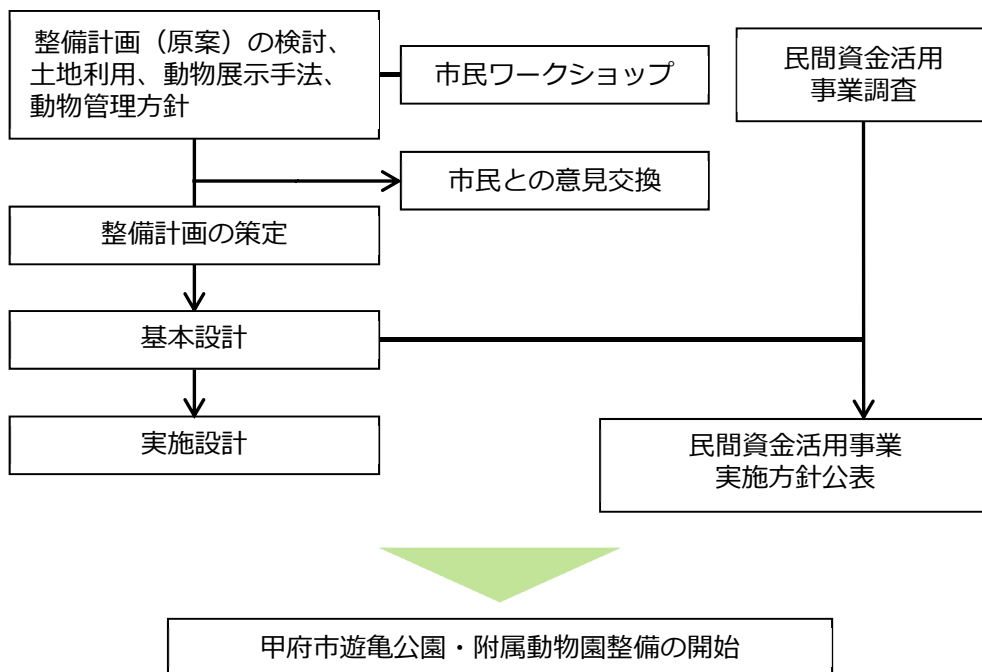 整備計画（原案）の検討、
土地利用、動物展示手法、
動物管理方針
市民ワークショップ
民間資金活用
事業調査
市民との意見交換
整備計画の策定
基本設計
実施設計
民間資金活用事業
実施方針公表
甲府市遊亀公園・附属動物園整備の開始